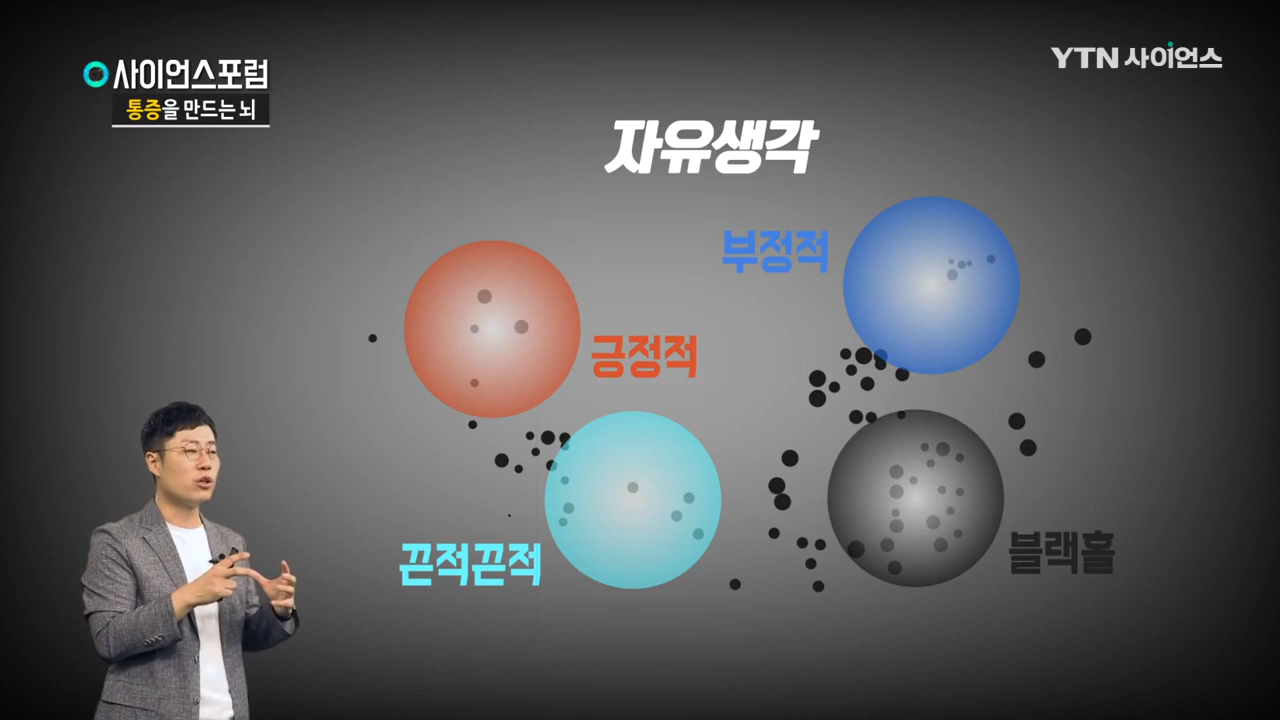 사이언스포럼
통증을 만드는 뇌
YTN 사이언스
자유생각
부정적
긍정적
끈적끈적
블랙홀